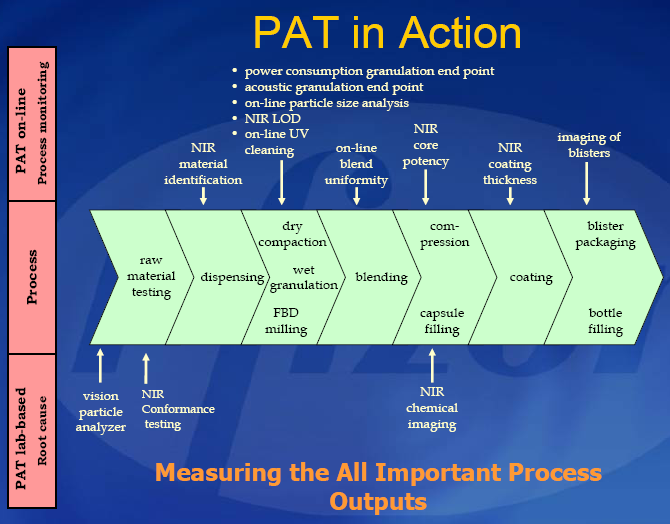 PAT in Action
• power consumption granulation end point
• acoustic granulation end point
• on-line particle size analysis
• NIR LOD
• on-line UV
cleaning
PAT on-line
Process monitoring
NIR
material
identification
on-line
blend
uniformity
NIR
core
potency
NIR
coating
thickness
imaging of
blisters
Process
raw
material
testing
dispensing
dry
compaction
wet
granulation
FBD
milling
blending
com-
pression
capsule
filling
coating
blister
packaging
bottle
filling
PAT lab-based
Root cause
vision
particle
analyzer
NIR
Conformance
testing
NIR
chemical
imaging
Measuring the All Important Process
Outputs
Pfizer